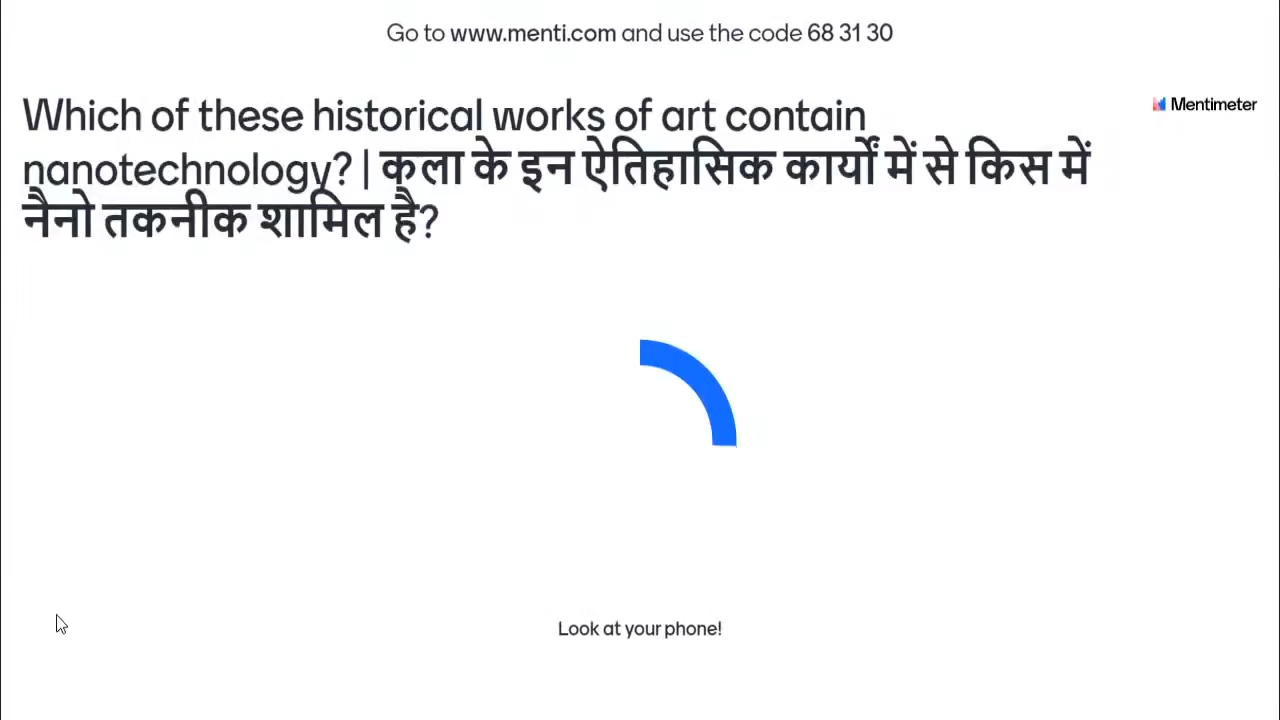 Go to www.menti.com and use the code 68 31 30
Mentimeter
Which of these historical works of art contain
nanotechnology? | कला के इन ऐतिहासिक कार्यों में से किस में
नैनो तकनीक शामिल है?
Look at your phone!